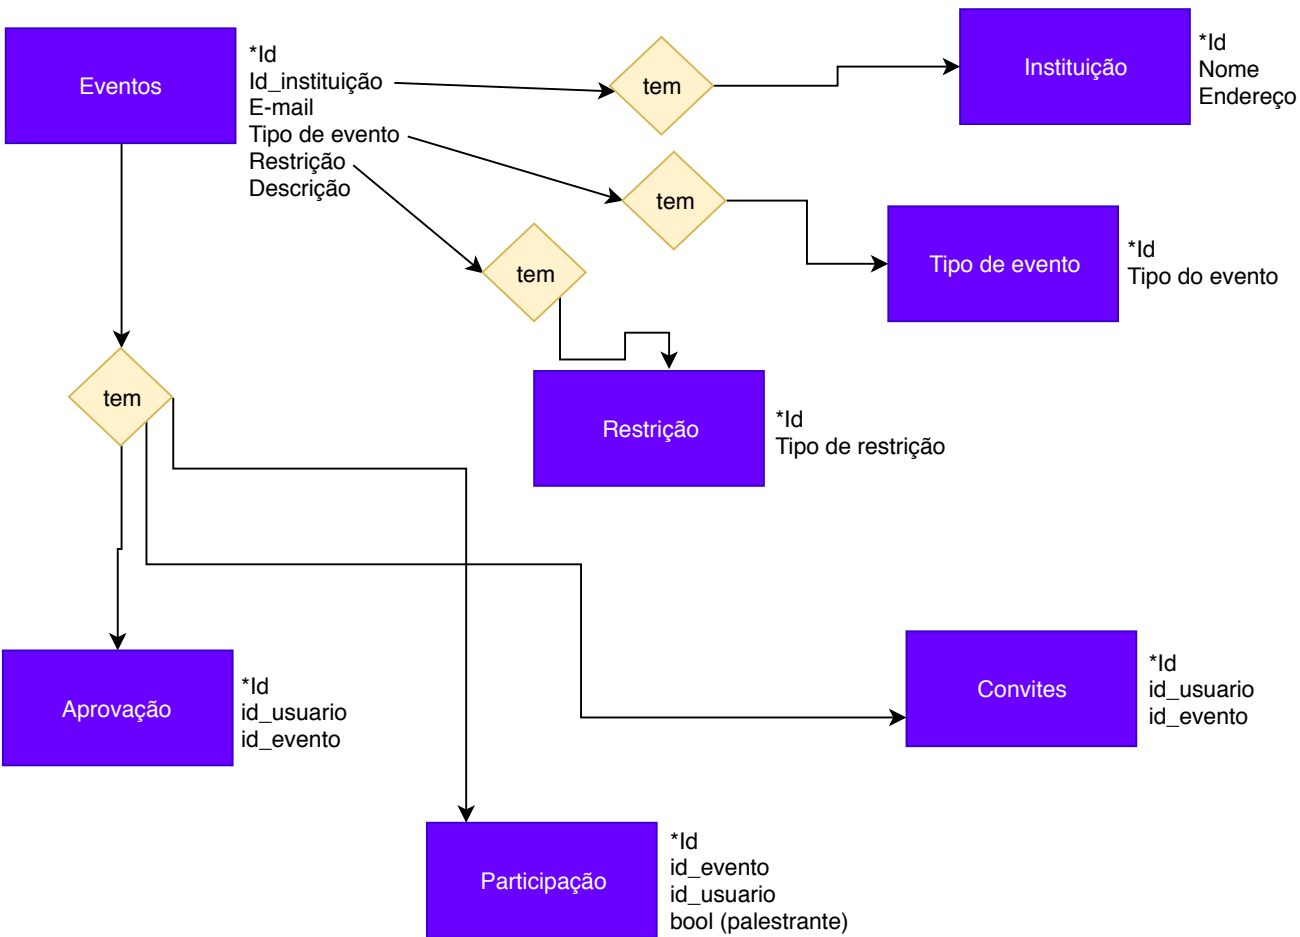 Eventos
*Id
Id_instituição
E-mail
Tipo de evento
Restrição
Descrição
tem
Instituição
*Id
Nome
Endereço
tem
Tipo de evento
*Id
Tipo do evento
tem
Restrição
*Id
Tipo de restrição
tem
Aprovação
*Id
id_usuario
id_evento
Convites
*Id
id_usuario
id_evento
Participação
*Id
id_evento
id_usuario
bool (palestrante)